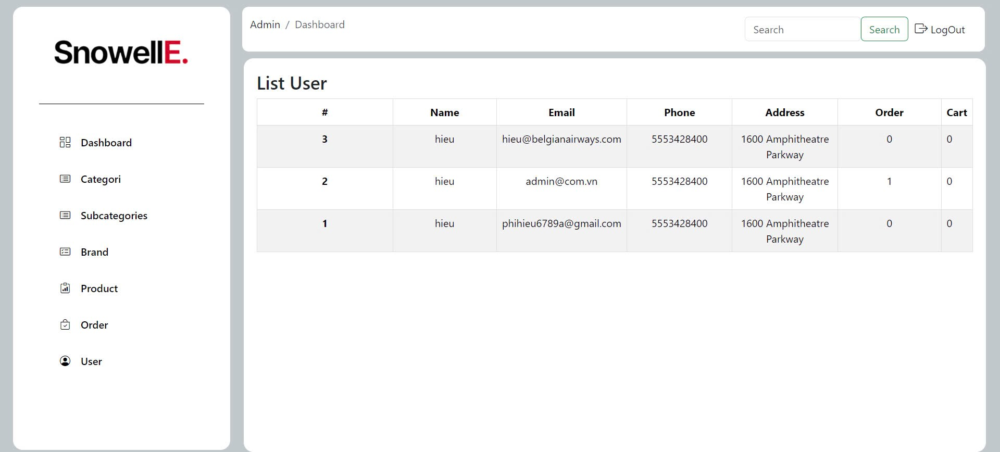 SnowellE.
Dashboard
Categori
Subcategories
Brand
Product
Order
User
Admin / Dashboard
Search Search LogOut
List User
# Name Email Phone Address Order Cart
3 hieu hieu@belgianairways.com 5553428400 1600 Amphitheatre 0 0
Parkway
2 hieu admin@com.vn 5553428400 1600 Amphitheatre 1 0
Parkway
1 hieu phihieu6789a@gmail.com 5553428400 1600 Amphitheatre 0 0
Parkway